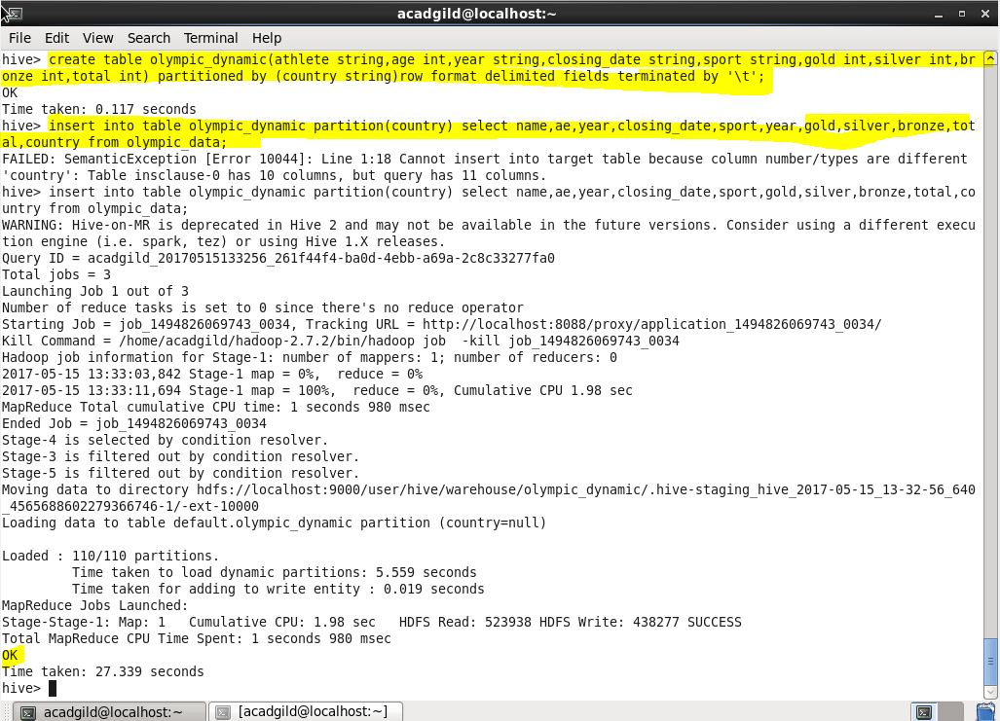 acadgild@localhost:~
File Edit View Search Terminal Help
hive> create table olympic_dynamic(athlete string,age int,year string,closing_date string,sport string,gold int,silver int,br
onze int,total int) partitioned by (country string)row format delimited fields terminated by '\t';
OK
Time taken: 0.117 seconds
hive> insert into table olympic_dynamic partition(country) select name,ae,year,closing_date,sport,year,gold,silver,bronze,tot
al,country from olympic_data;
FAILED: SemanticException [Error 10044]: Line 1:18 Cannot insert into target table because column number/types are different
'country': Table insclause-0 has 10 columns, but query has 11 columns.
hive> insert into table olympic_dynamic partition(country) select name,ae,year,closing_date,sport,gold,silver,bronze,total,co
untry from olympic_data;
WARNING: Hive-on-MR is deprecated in Hive 2 and may not be available in the future versions. Consider using a different execu
tion engine (i.e. spark, tez) or using Hive 1.X releases.
Query ID = acadgild_20170515133256_261f44f4-ba0d-4ebb-a69a-2c8c33277fa0
Total jobs = 3
Launching Job 1 out of 3
Number of reduce tasks is set to 0 since there's no reduce operator
Starting Job = job_1494826069743_0034, Tracking URL = http://localhost:8088/proxy/application_1494826069743_0034/
Kill Command = /home/acadgild/hadoop-2.7.2/bin/hadoop job  -kill job_1494826069743_0034
Hadoop job information for Stage-1: number of mappers: 1; number of reducers: 0
2017-05-15 13:33:03,842 Stage-1 map = 0%,  reduce = 0%
2017-05-15 13:33:11,694 Stage-1 map = 100%,  reduce = 0%, Cumulative CPU 1.98 sec
MapReduce Total cumulative CPU time: 1 seconds 980 msec
Ended Job = job_1494826069743_0034
Stage-4 is selected by condition resolver.
Stage-3 is filtered out by condition resolver.
Stage-5 is filtered out by condition resolver.
Moving data to directory hdfs://localhost:9000/user/hive/warehouse/olympic_dynamic/.hive-staging_hive_2017-05-15_13-32-56_640
_4565688602279366746-1/-ext-10000
Loading data to table default.olympic_dynamic partition (country=null)
Loaded : 110/110 partitions.
Time taken to load dynamic partitions: 5.559 seconds
Time taken for adding to write entity : 0.019 seconds
MapReduce Jobs Launched:
Stage-Stage-1: Map: 1   Cumulative CPU: 1.98 sec   HDFS Read: 523938 HDFS Write: 438277 SUCCESS
Total MapReduce CPU Time Spent: 1 seconds 980 msec
OK
Time taken: 27.339 seconds
hive>
acadgild@localhost:~ [acadgild@localhost:~]